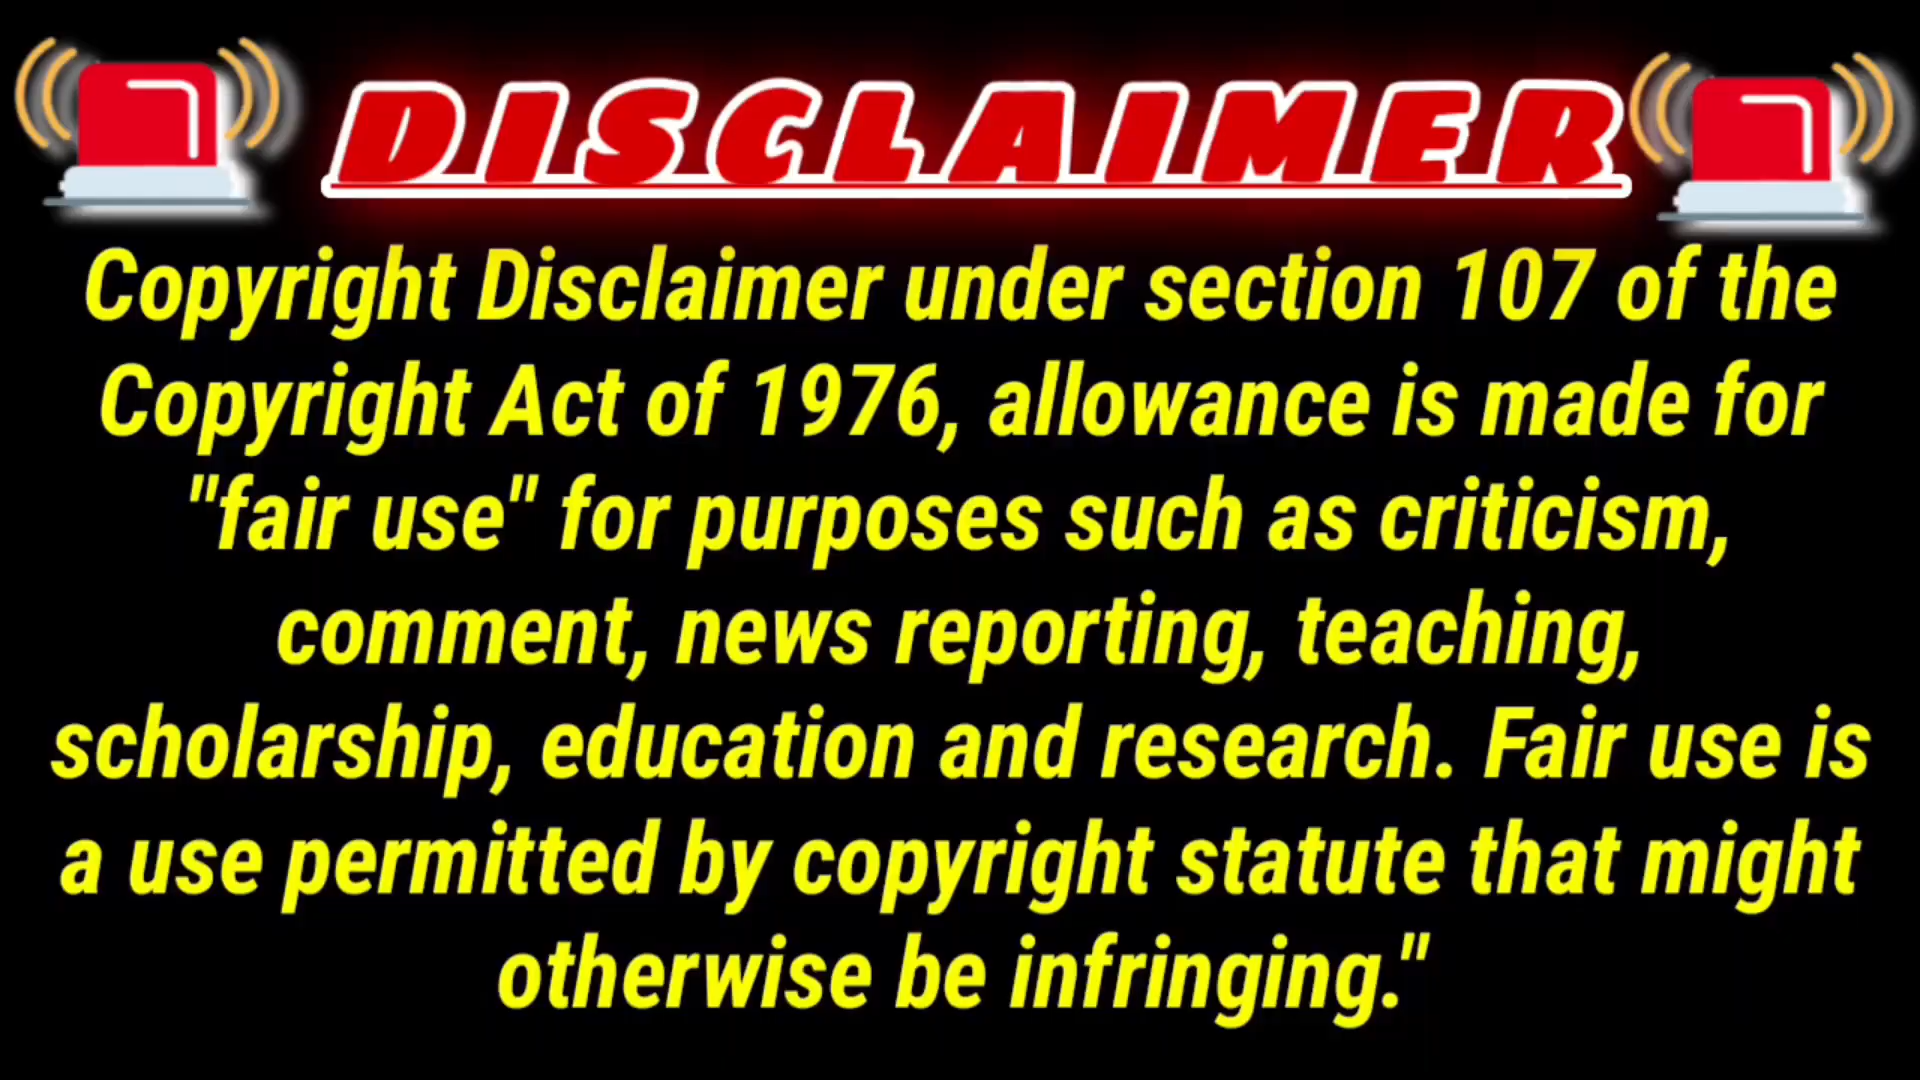 DISCLAIMER
Copyright Disclaimer under section 107 of the
Copyright Act of 1976, allowance is made for
"fair use" for purposes such as criticism,
comment, news reporting, teaching,
scholarship, education and research. Fair use is
a use permitted by copyright statute that might
otherwise be infringing."